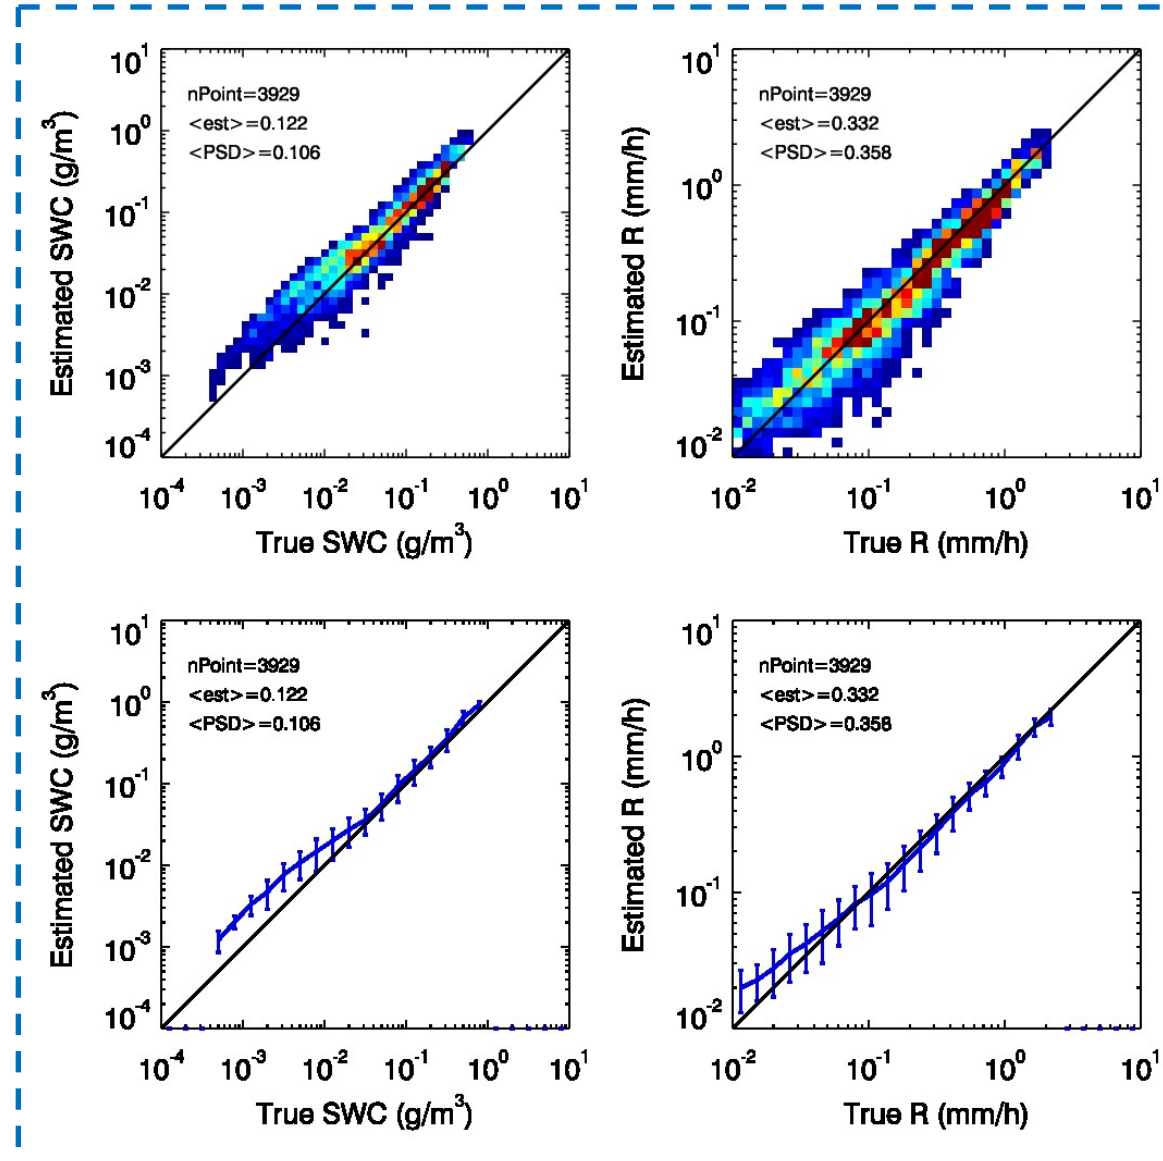 Estimated SWC (g/m³)
10¹
10⁰
10⁻¹
10⁻²
10⁻³
10⁻⁴
nPoint=3929
<est>=0.122
<PSD>=0.106
10⁻⁴ 10⁻³ 10⁻² 10⁻¹ 10⁰ 10¹
True SWC (g/m³)
Estimated R (mm/h)
10¹
10⁰
10⁻¹
10⁻²
nPoint=3929
<est>=0.332
<PSD>=0.358
10⁻² 10⁻¹ 10⁰ 10¹
True R (mm/h)
Estimated SWC (g/m³)
10¹
10⁰
10⁻¹
10⁻²
10⁻³
10⁻⁴
nPoint=3929
<est>=0.122
<PSD>=0.106
10⁻⁴ 10⁻³ 10⁻² 10⁻¹ 10⁰ 10¹
True SWC (g/m³)
Estimated R (mm/h)
10¹
10⁰
10⁻¹
10⁻²
nPoint=3929
<est>=0.332
<PSD>=0.358
10⁻² 10⁻¹ 10⁰ 10¹
True R (mm/h)